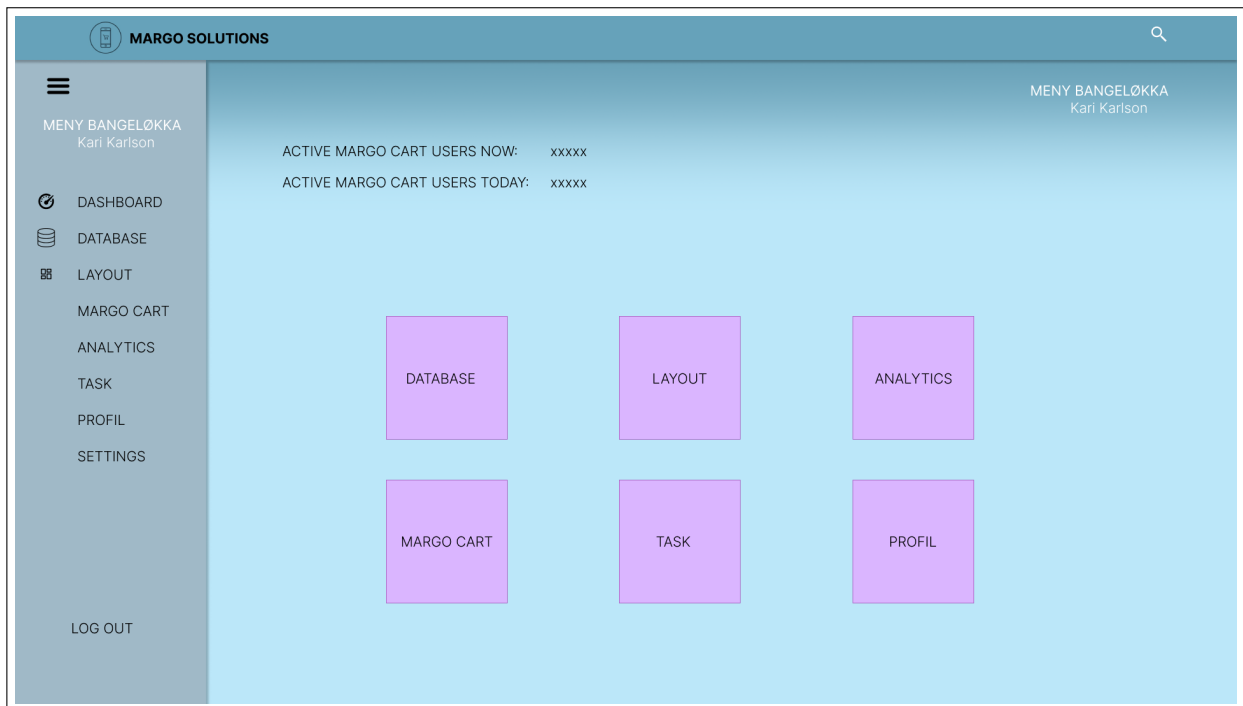 MARGO SOLUTIONS
MENY BANGELØKKA
Kari Karlson
DASHBOARD
DATABASE
LAYOUT
MARGO CART
ANALYTICS
TASK
PROFIL
SETTINGS
LOG OUT
MENY BANGELØKKA
Kari Karlson
ACTIVE MARGO CART USERS NOW: xxxxx
ACTIVE MARGO CART USERS TODAY: xxxxx
DATABASE
LAYOUT
ANALYTICS
MARGO CART
TASK
PROFIL